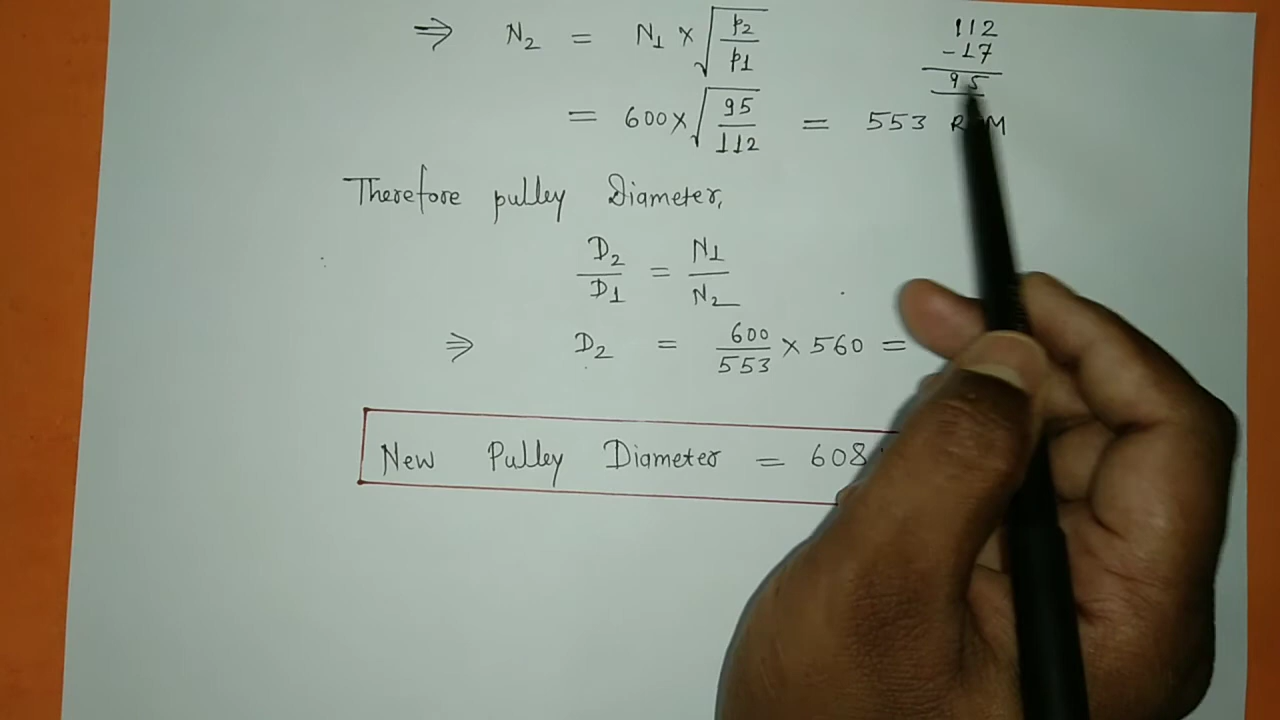 ⇒ N₂ = N1 × √(p₂/p1)
112
-17
95
= 600 × √(95/112) = 553 RPM
Therefore pulley Diameter,
D₂/D1 = N1/N₂
⇒ D₂ = 600/553 × 560 =
New Pulley Diameter = 608